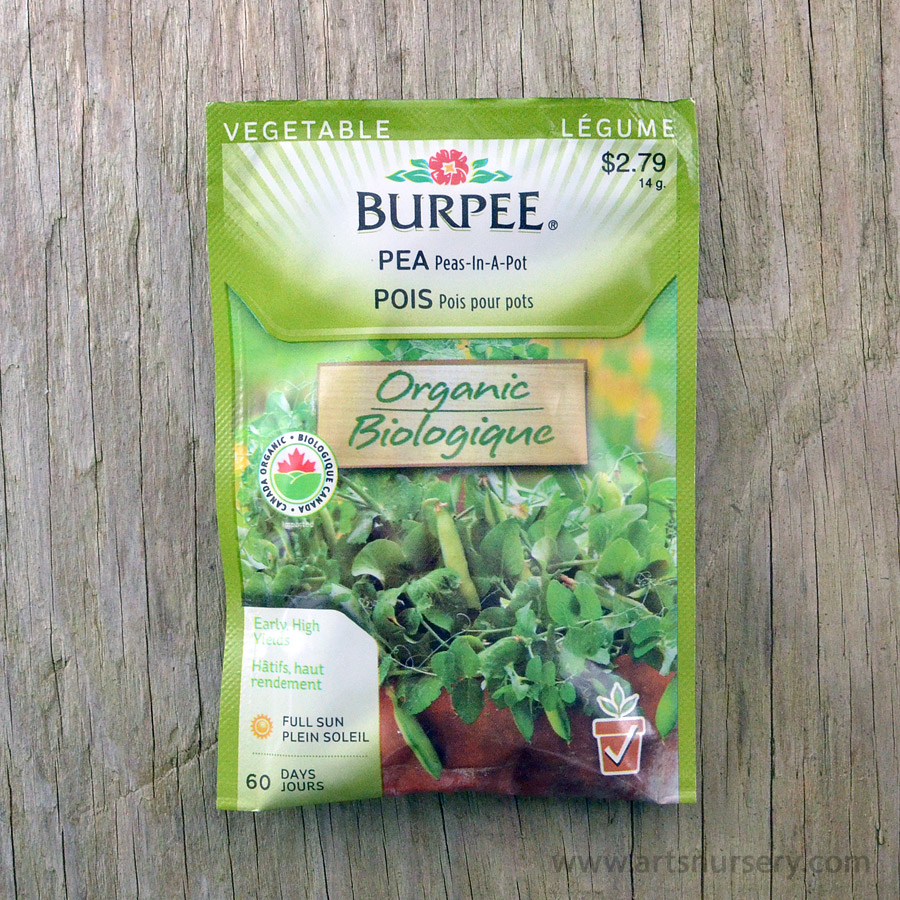 VEGETABLE LÉGUME
$2.79
14 g.
BURPEE®
PEA Peas-In-A-Pot
POIS Pois pour pots
Organic
Biologique
CANADA ORGANIC • BIOLOGIQUE CANADA •
Imported
Early, High
Yields
Hâtifs, haut
rendement
FULL SUN
PLEIN SOLEIL
60 DAYS
JOURS
www.artsnursery.com